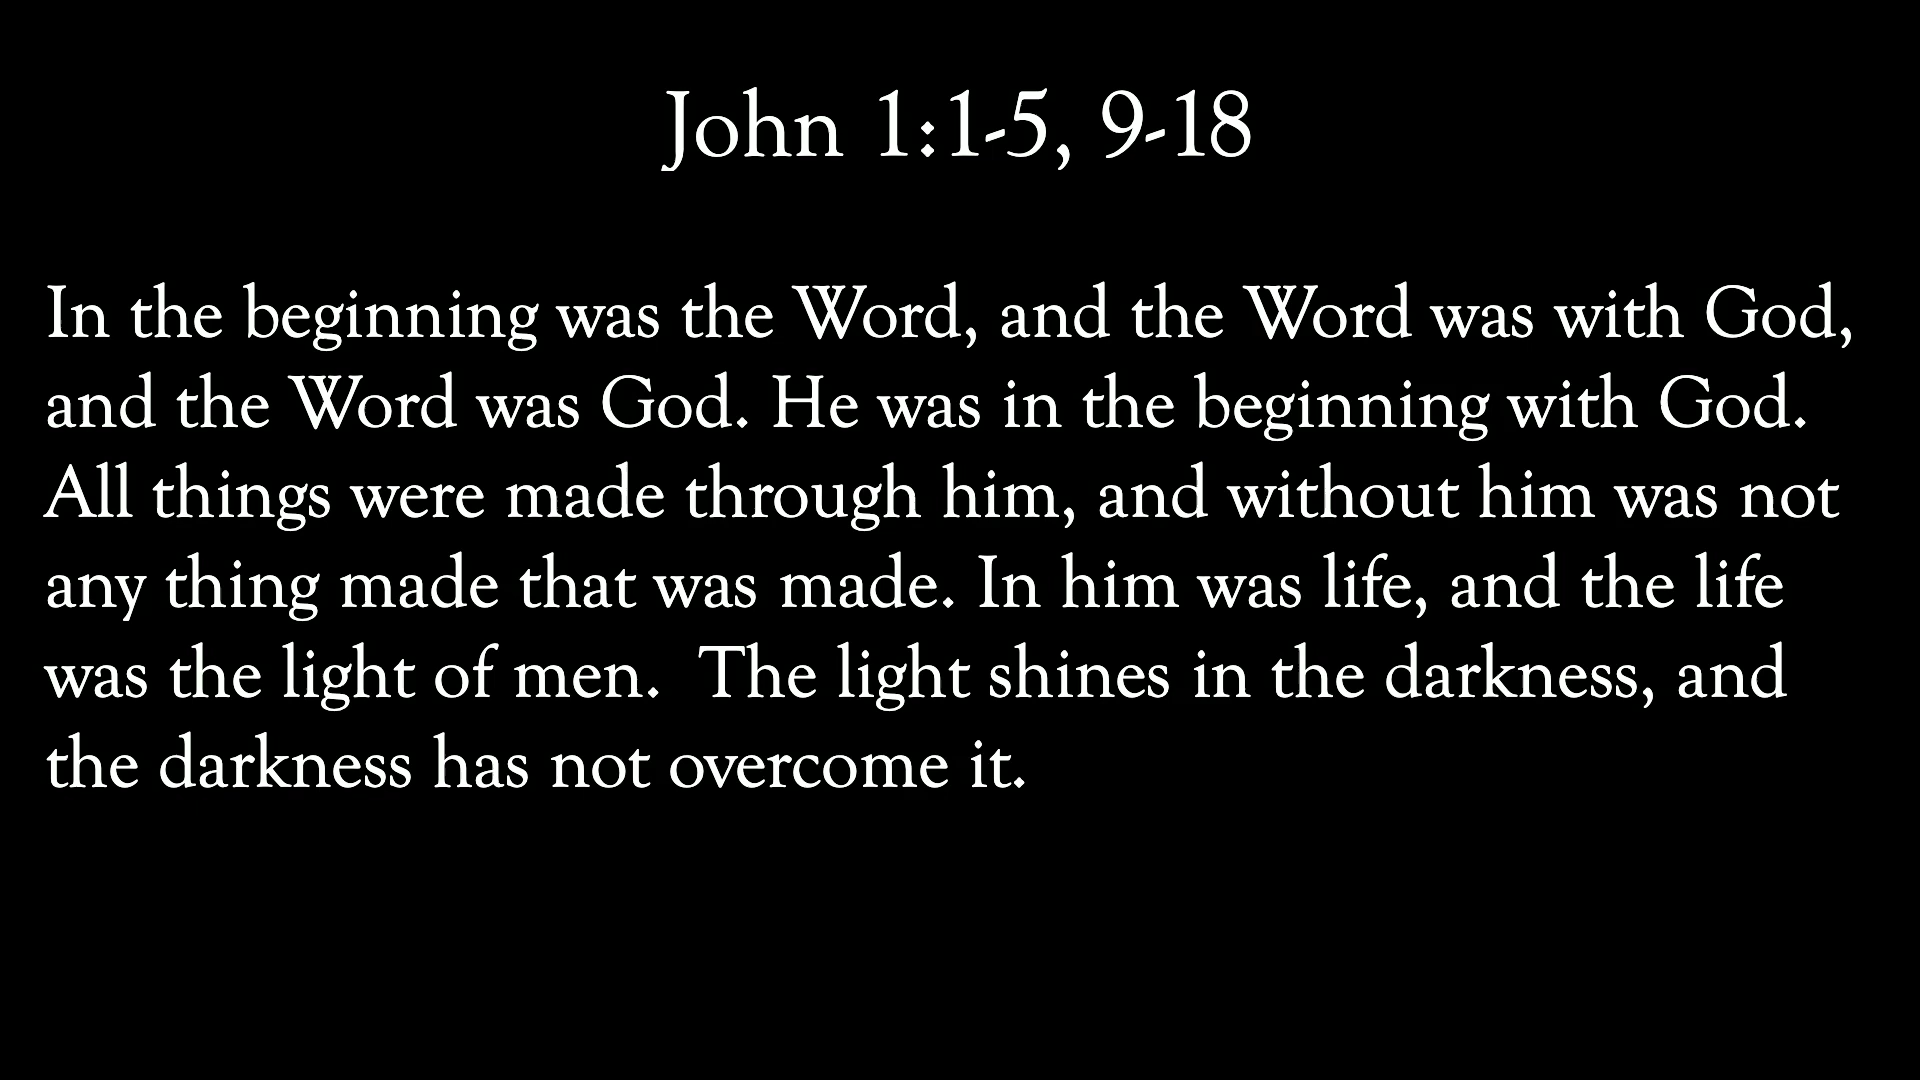 John 1:1-5, 9-18
In the beginning was the Word, and the Word was with God,
and the Word was God. He was in the beginning with God.
All things were made through him, and without him was not
any thing made that was made. In him was life, and the life
was the light of men.  The light shines in the darkness, and
the darkness has not overcome it.